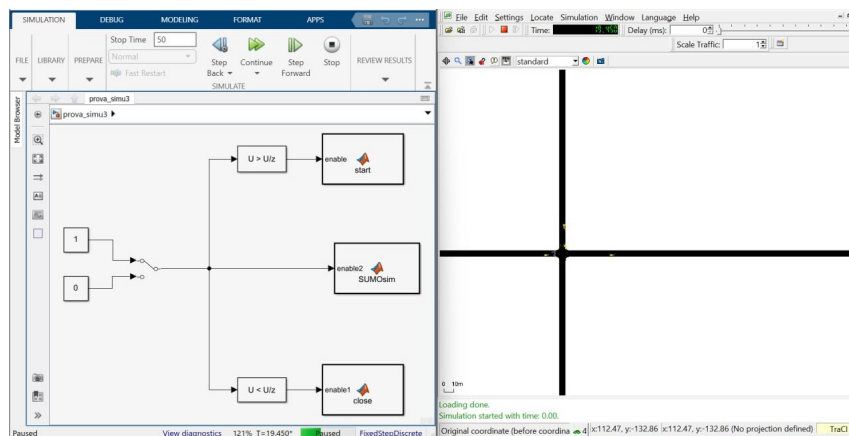 SIMULATION DEBUG MODELING FORMAT APPS
Stop Time 50
Normal
Fast Restart
FILE LIBRARY PREPARE
Step Back Continue Step Forward Stop
REVIEW RESULTS
SIMULATE
Model Browser
prova_simu3
prova_simu3
U > U/z
enable
start
1
0
enable2
SUMOsim
U < U/z
enable1
close
Paused View diagnostics 121% T=19.450* Paused FixedStepDiscrete
File Edit Settings Locate Simulation Window Language Help
Time: 19.450 Delay (ms): 0
Scale Traffic: 1
standard
0 10m
Loading done.
Simulation started with time: 0.00.
Original coordinate (before coordina 4 x:112.47, y:-132.86 x:112.47, y:-132.86 (No projection defined) TraCI